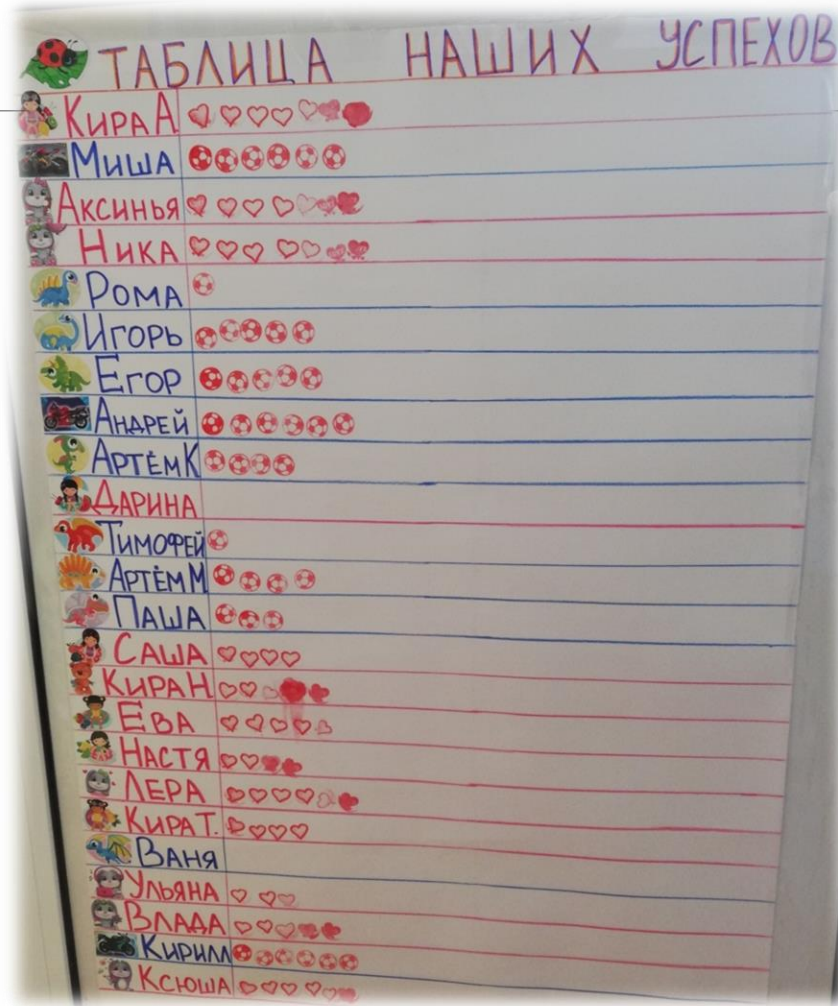 ТАБЛИЦА НАШИХ УСПЕХОВ
КИРА А
МИША
АКСИНЬЯ
НИКА
РОМА
ИГОРЬ
ЕГОР
АНДРЕЙ
АРТЁМ К
ДАРИНА
ТИМОФЕЙ
АРТЁМ М
ПАША
САША
КИРА Н
ЕВА
НАСТЯ
ЛЕРА
КИРА Т.
ВАНЯ
УЛЬЯНА
ВЛАДА
КИРИЛЛ
КСЮША